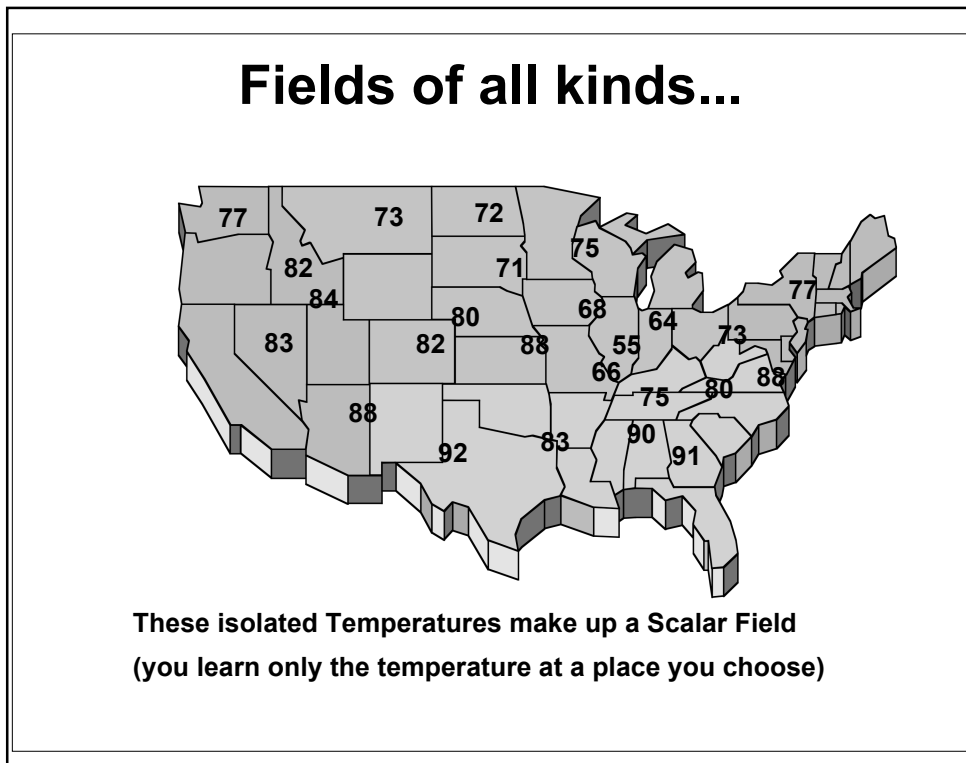 Fields of all kinds...
77 73 72
75
82 71
84 77
80 68 64
83 82 88 55 73
66 88
75 80
88 90
92 83 91
These isolated Temperatures make up a Scalar Field
(you learn only the temperature at a place you choose)